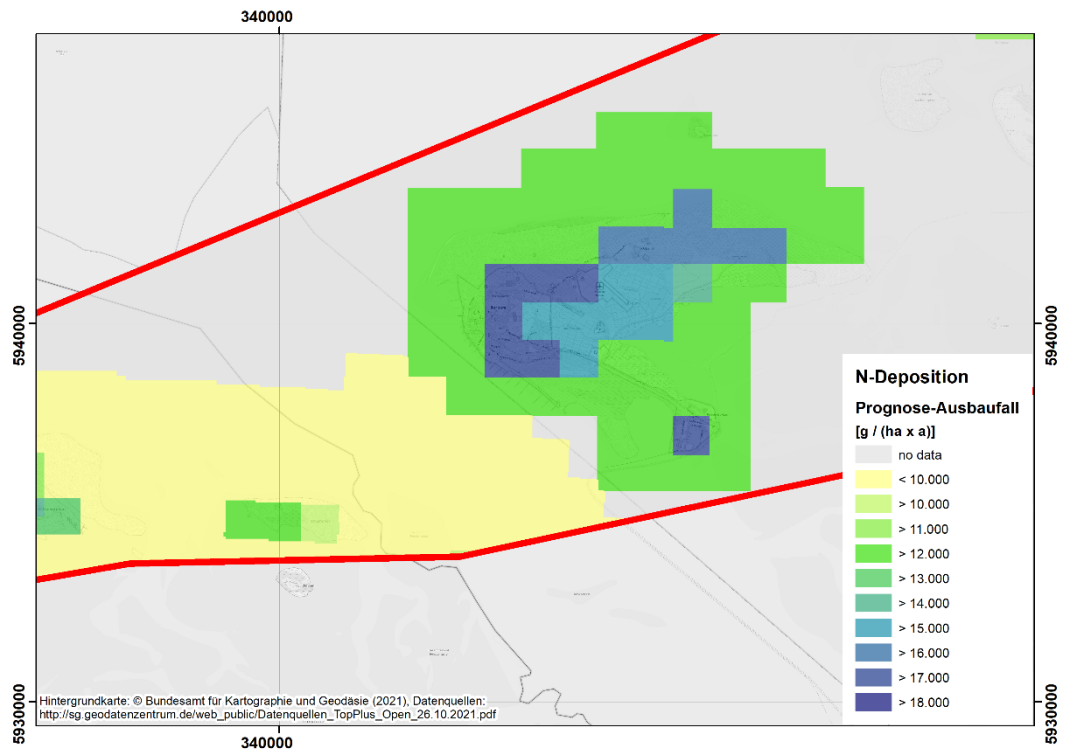 340000
5940000
5940000
N-Deposition
Prognose-Ausbaufall
[g / (ha x a)]
no data
< 10.000
> 10.000
> 11.000
> 12.000
> 13.000
> 14.000
> 15.000
> 16.000
> 17.000
> 18.000
Hintergrundkarte: © Bundesamt für Kartographie und Geodäsie (2021), Datenquellen:
http://sg.geodatenzentrum.de/web_public/Datenquellen_TopPlus_Open_26.10.2021.pdf
5930000
5930000
340000